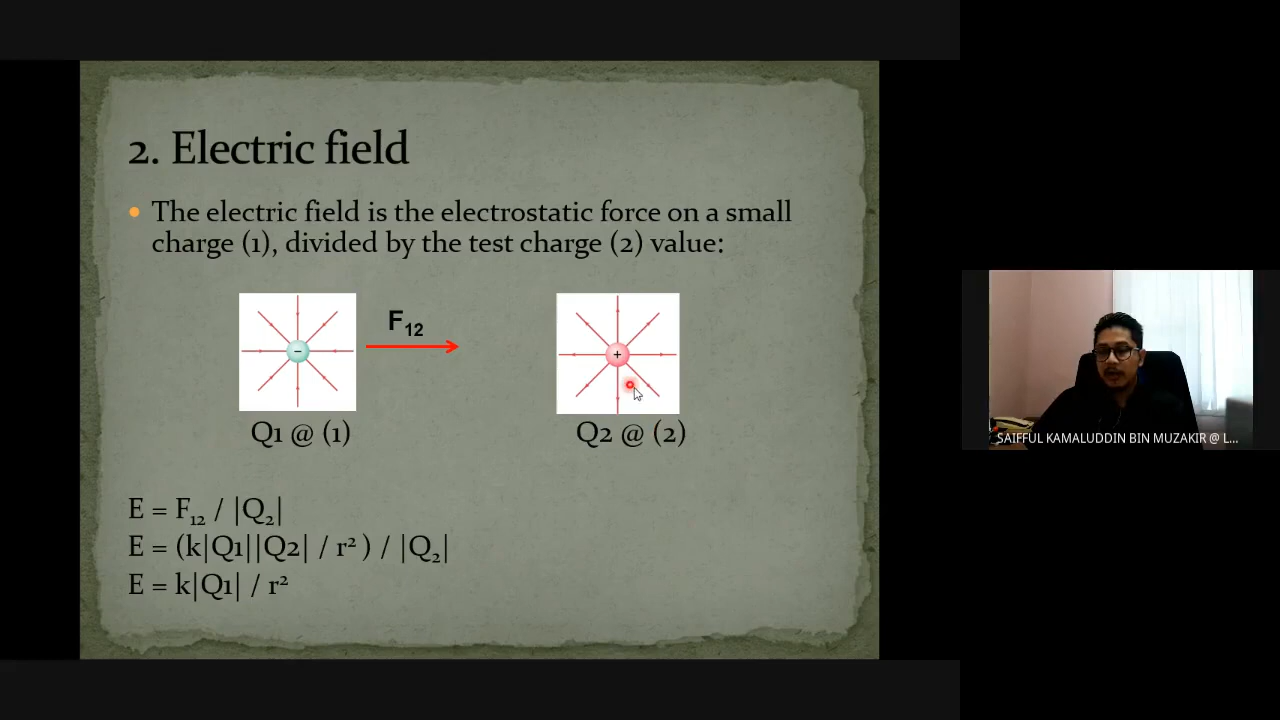 2. Electric field
The electric field is the electrostatic force on a small
charge (1), divided by the test charge (2) value:
F₁₂
−
+
Q1 @ (1)
Q2 @ (2)
E = F₁₂ / |Q₂|
E = (k|Q1||Q2| / r² ) / |Q₂|
E = k|Q1| / r²
SAIFFUL KAMALUDDIN BIN MUZAKIR @ L...